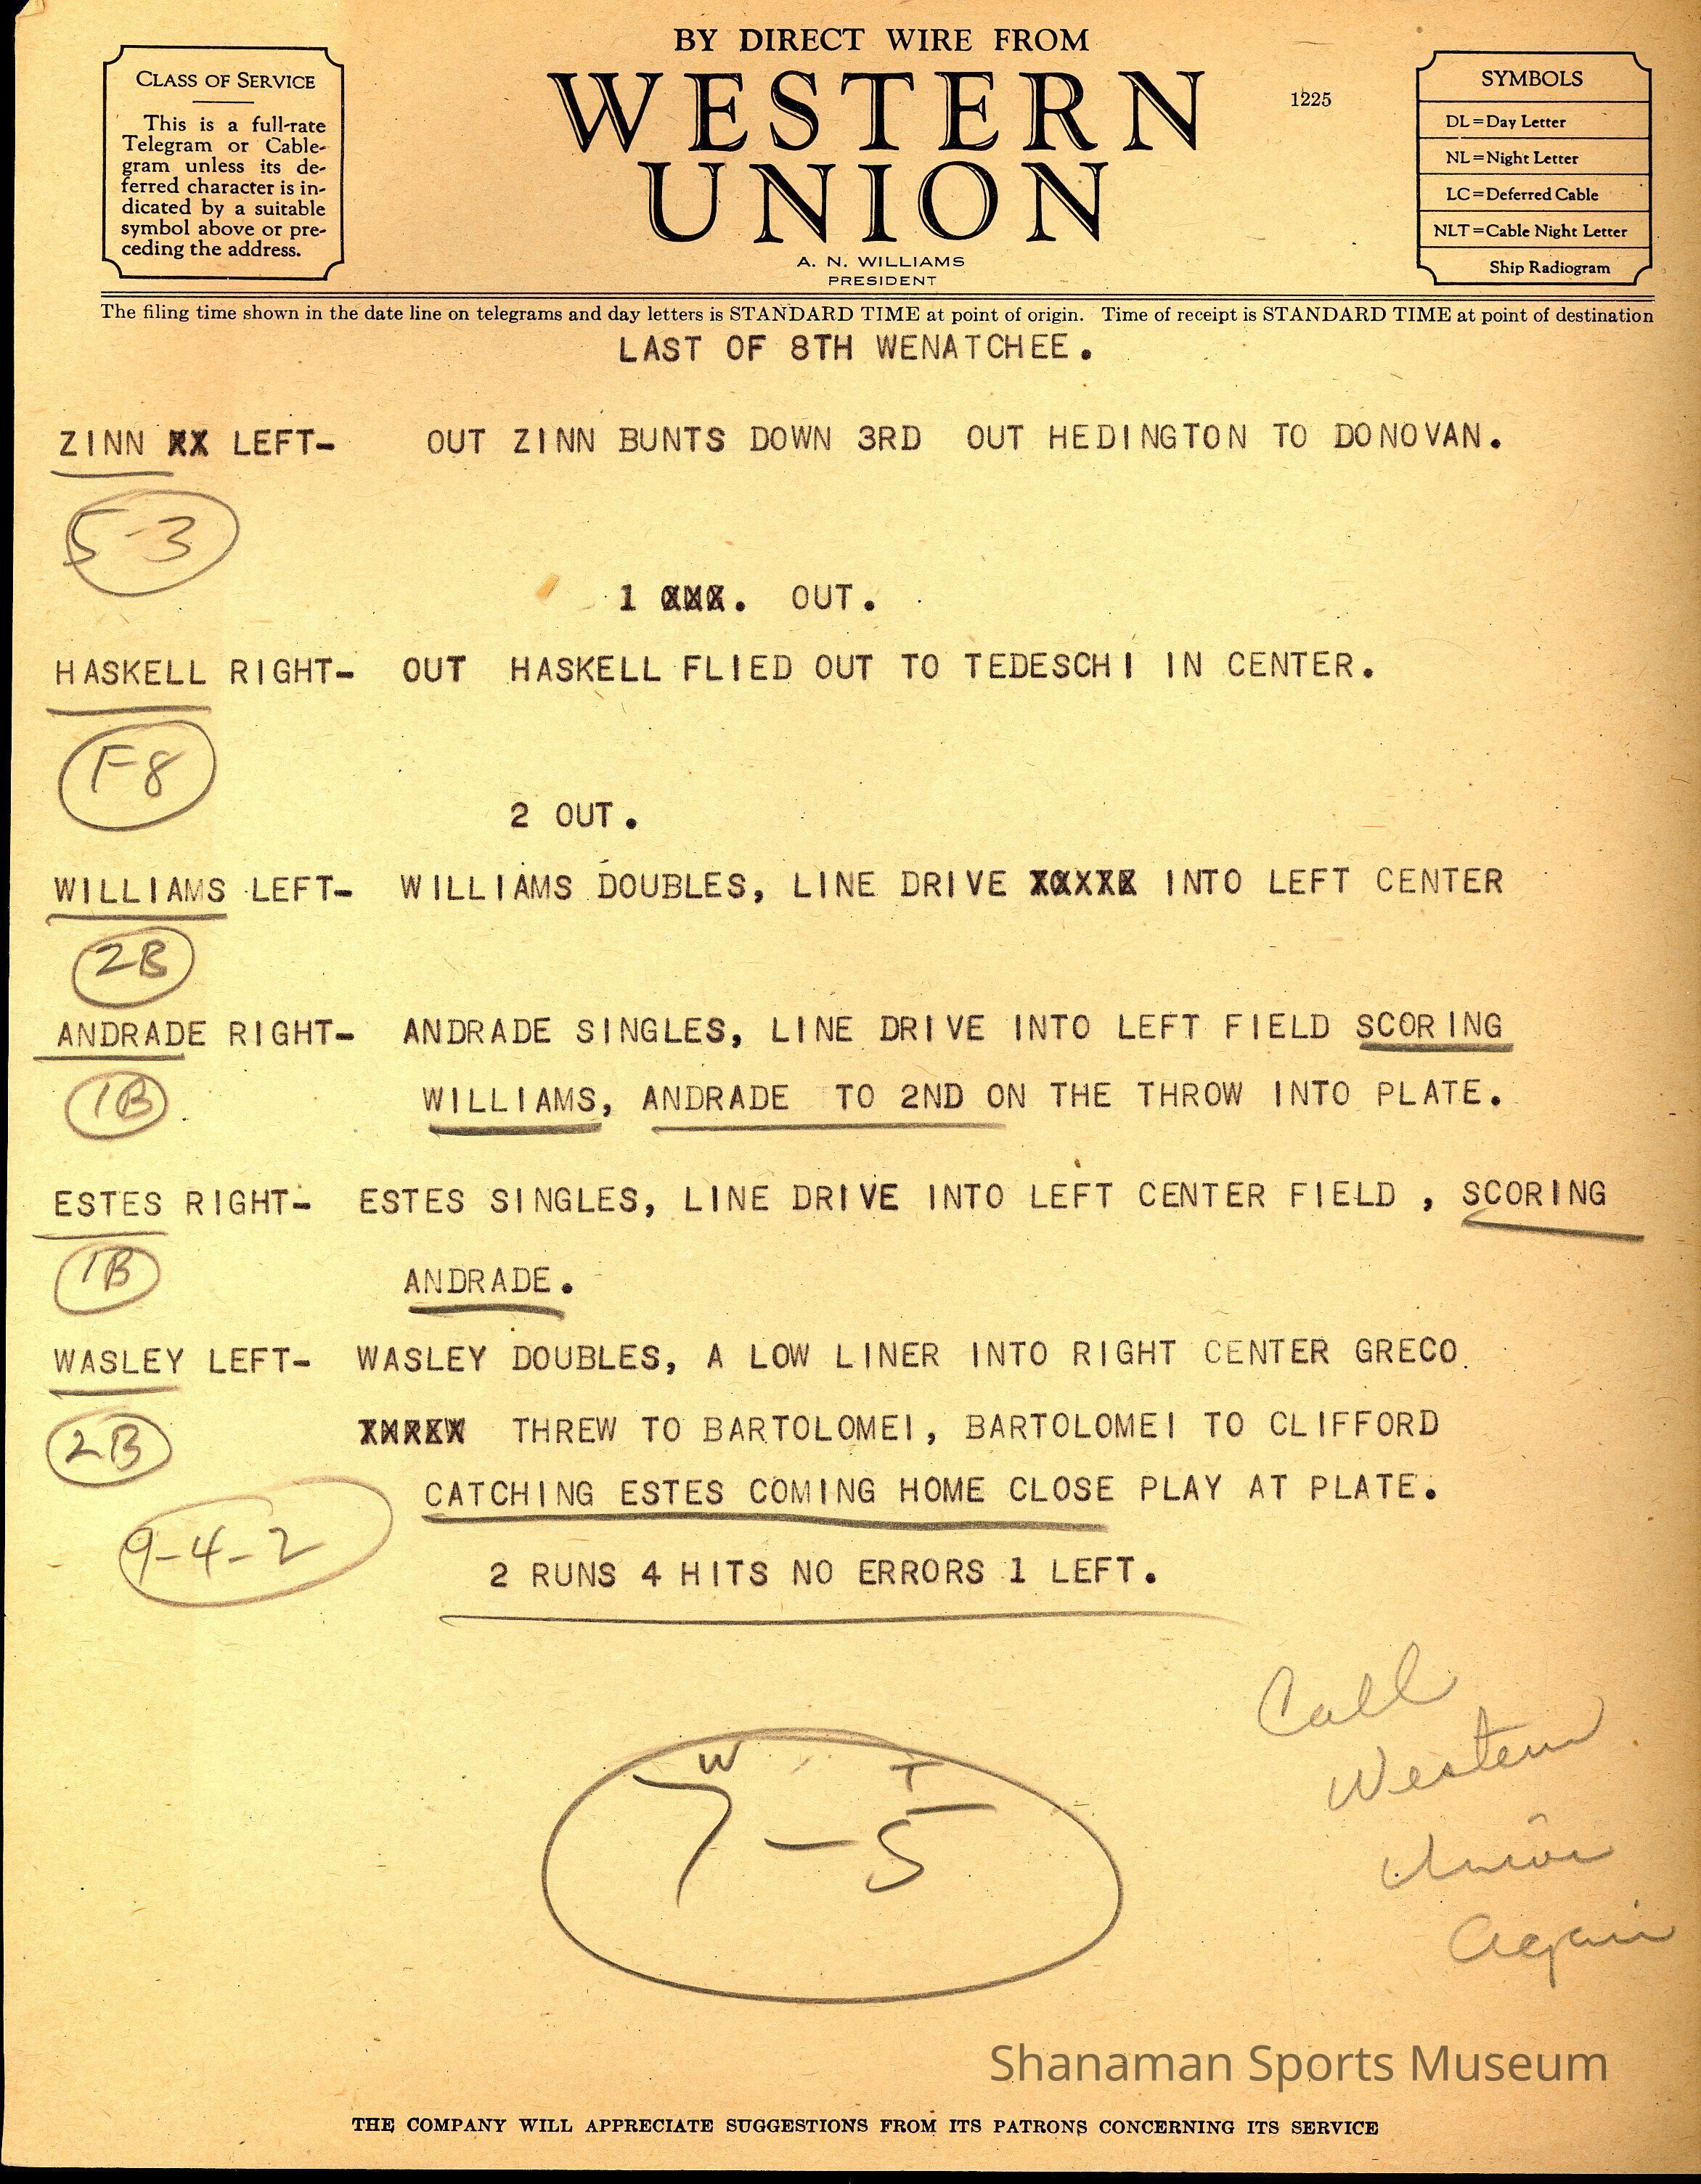 BY DIRECT WIRE FROM
WESTERN
UNION
1225
A. N. WILLIAMS
PRESIDENT
CLASS OF SERVICE
This is a full-rate
Telegram or Cable-
gram unless its de-
ferred character is in-
dicated by a suitable
symbol above or pre-
ceding the address.
SYMBOLS
DL=Day Letter
NL=Night Letter
LC=Deferred Cable
NLT=Cable Night Letter
Ship Radiogram
The filing time shown in the date line on telegrams and day letters is STANDARD TIME at point of origin. Time of receipt is STANDARD TIME at point of destination
LAST OF 8TH WENATCHEE.
ZINN XX LEFT- OUT ZINN BUNTS DOWN 3RD OUT HEDINGTON TO DONOVAN.
5-3
1 XXX. OUT.
HASKELL RIGHT- OUT HASKELL FLIED OUT TO TEDESCHI IN CENTER.
F8
2 OUT.
WILLIAMS LEFT- WILLIAMS DOUBLES, LINE DRIVE XXXXX INTO LEFT CENTER
2B
ANDRADE RIGHT- ANDRADE SINGLES, LINE DRIVE INTO LEFT FIELD SCORING
1B
WILLIAMS, ANDRADE TO 2ND ON THE THROW INTO PLATE.
ESTES RIGHT- ESTES SINGLES, LINE DRIVE INTO LEFT CENTER FIELD , SCORING
1B
ANDRADE.
WASLEY LEFT- WASLEY DOUBLES, A LOW LINER INTO RIGHT CENTER GRECO
2B
XXXXX THREW TO BARTOLOMEI, BARTOLOMEI TO CLIFFORD
CATCHING ESTES COMING HOME CLOSE PLAY AT PLATE.
9-4-2
2 RUNS 4 HITS NO ERRORS 1 LEFT.
W T
7-5
Call
Western
Union
Again
Shanaman Sports Museum
THE COMPANY WILL APPRECIATE SUGGESTIONS FROM ITS PATRONS CONCERNING ITS SERVICE